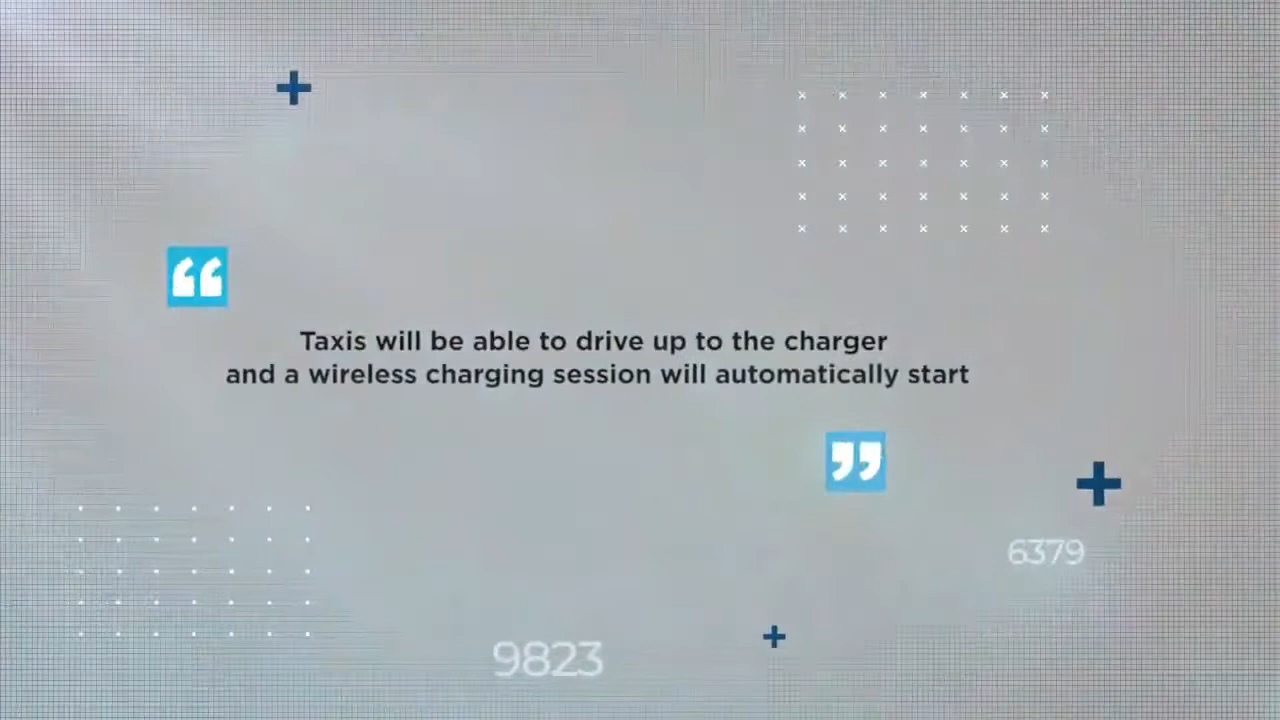 “
Taxis will be able to drive up to the charger
and a wireless charging session will automatically start
”
6379
9823